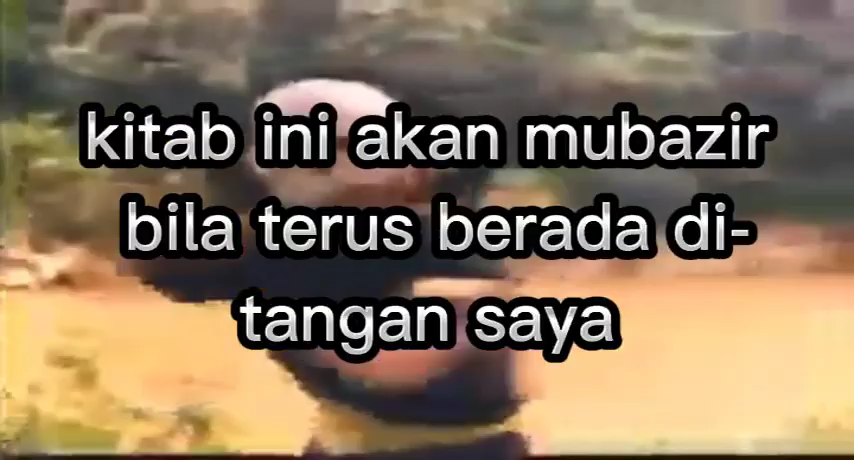 kitab ini akan mubazir
bila terus berada di-
tangan saya